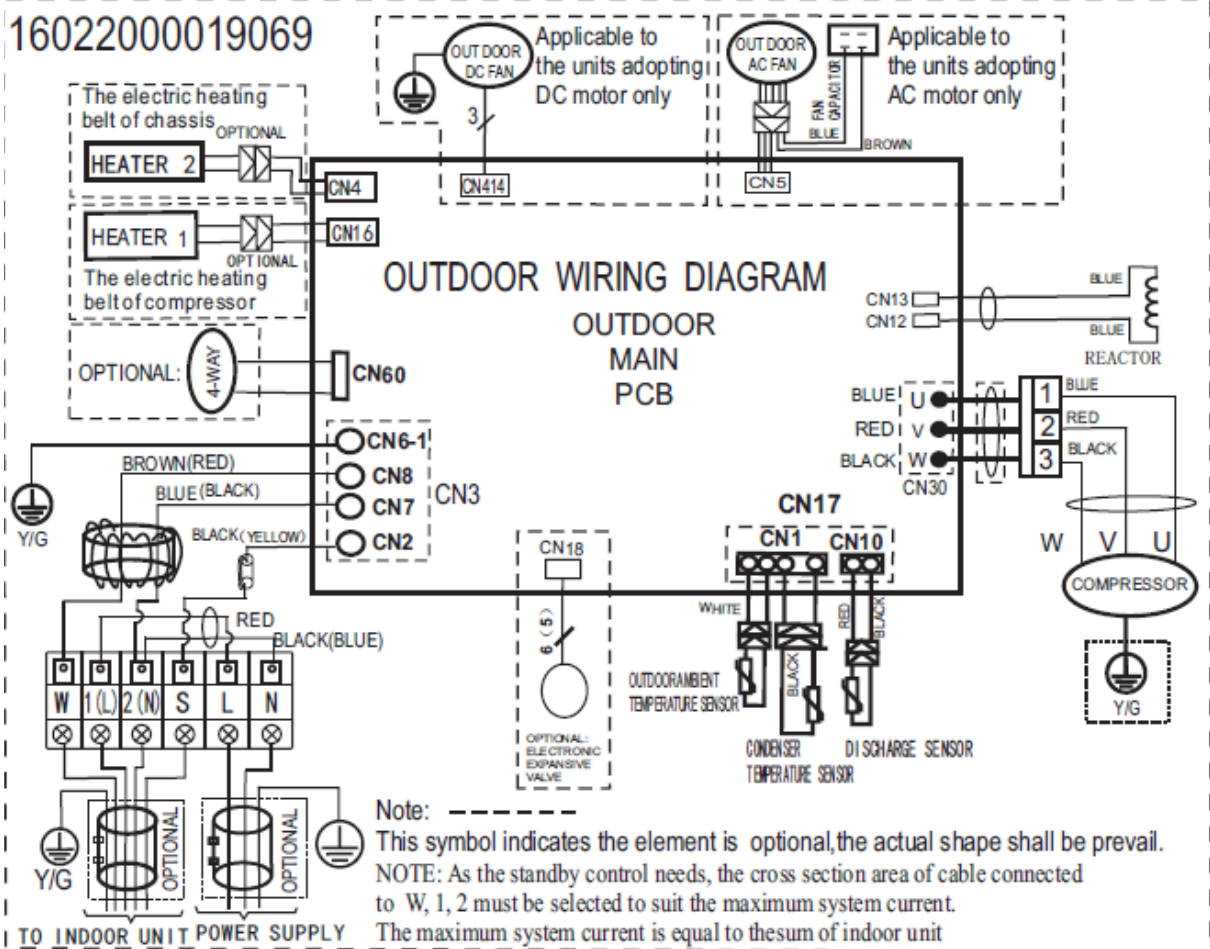 16022000019069
OUT DOOR
DC FAN
Applicable to
the units adopting
DC motor only
3
CN414
OUT DOOR
AC FAN
FAN
CAPACITOR
BLUE
BROWN
Applicable to
the units adopting
AC motor only
CN5
The electric heating
belt of chassis
OPTIONAL
HEATER 2
CN4
HEATER 1
CN16
OPTIONAL
The electric heating
belt of compressor
OUTDOOR WIRING DIAGRAM
OUTDOOR
MAIN
PCB
CN13
CN12
BLUE
BLUE
REACTOR
OPTIONAL:
4-WAY
CN60
BLUE U
RED V
BLACK W
CN30
1 BLUE
2 RED
3 BLACK
W V U
COMPRESSOR
Y/G
CN6-1
CN8
CN7
CN2
CN3
Y/G
BROWN(RED)
BLUE(BLACK)
BLACK(YELLOW)
RED
BLACK(BLUE)
W 1(L) 2(N) S L N
CN18
6 (5)
OPTIONAL:
ELECTRONIC
EXPANSIVE
VALVE
CN17
CN1 CN10
WHITE
BLACK
RED
BLACK
OUTDOORAMBIENT
TEMPERATURE SENSOR
CONDENSER
TEMPERATURE SENSOR
DISCHARGE SENSOR
Y/G
OPTIONAL
OPTIONAL
TO INDOOR UNIT POWER SUPPLY
Note:
This symbol indicates the element is optional,the actual shape shall be prevail.
NOTE: As the standby control needs, the cross section area of cable connected
to W, 1, 2 must be selected to suit the maximum system current.
The maximum system current is equal to thesum of indoor unit